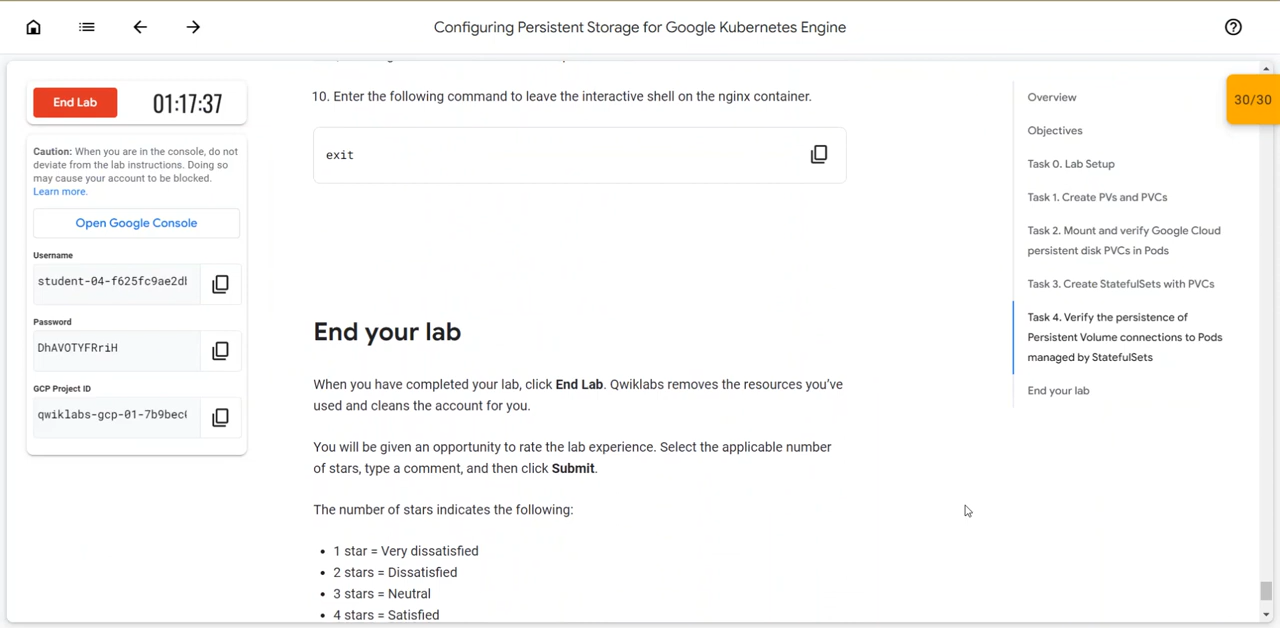 Configuring Persistent Storage for Google Kubernetes Engine
End Lab
01:17:37
Caution: When you are in the console, do not
deviate from the lab instructions. Doing so
may cause your account to be blocked.
Learn more.
Open Google Console
Username
student-04-f625fc9ae2d
Password
DhAVOTYFRriH
GCP Project ID
qwiklabs-gcp-01-7b9bec
10. Enter the following command to leave the interactive shell on the nginx container.
exit
End your lab
When you have completed your lab, click End Lab. Qwiklabs removes the resources you've
used and cleans the account for you.
You will be given an opportunity to rate the lab experience. Select the applicable number
of stars, type a comment, and then click Submit.
The number of stars indicates the following:
• 1 star = Very dissatisfied
• 2 stars = Dissatisfied
• 3 stars = Neutral
• 4 stars = Satisfied
Overview
Objectives
Task 0. Lab Setup
Task 1. Create PVs and PVCs
Task 2. Mount and verify Google Cloud
persistent disk PVCs in Pods
Task 3. Create StatefulSets with PVCs
Task 4. Verify the persistence of
Persistent Volume connections to Pods
managed by StatefulSets
End your lab
30/30